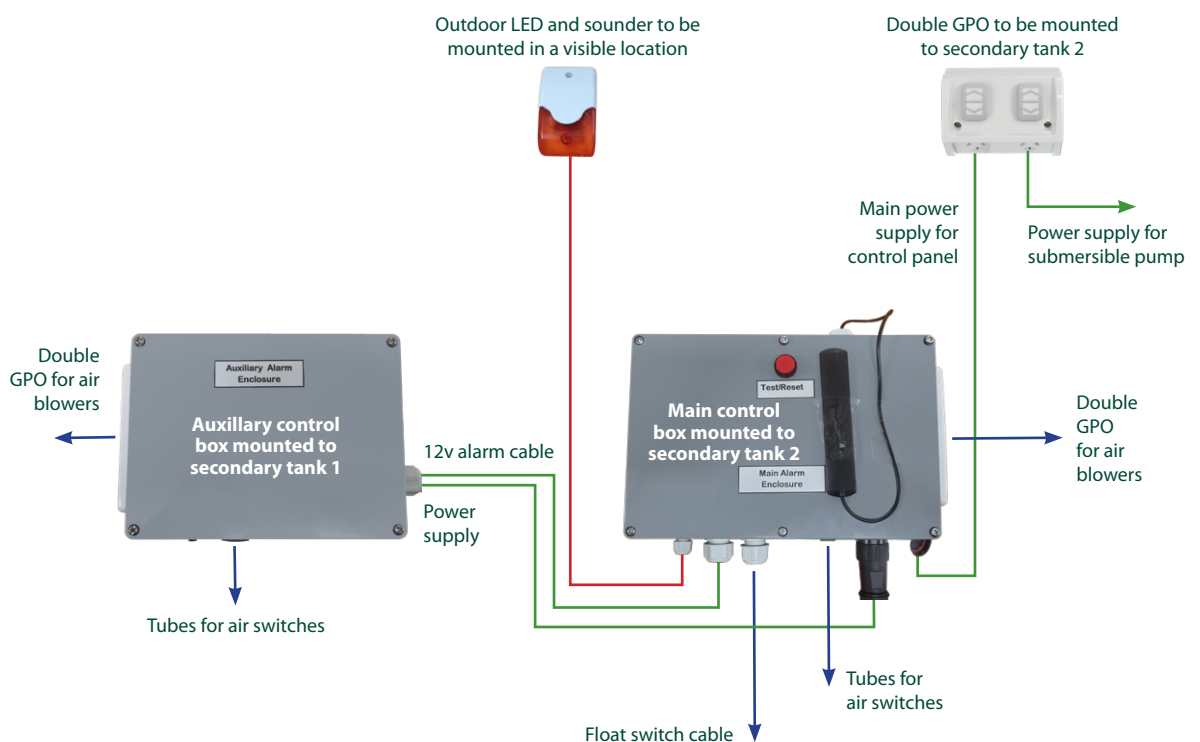 Outdoor LED and sounder to be
mounted in a visible location
Double GPO to be mounted
to secondary tank 2
Main power
supply for
control panel
Power supply for
submersible pump
Double
GPO for air
blowers
Auxiliary Alarm
Enclosure
Auxillary control
box mounted to
secondary tank 1
12v alarm cable
Power
supply
Tubes for air switches
Test/Reset
Main control
box mounted to
secondary tank 2
Main Alarm
Enclosure
Double
GPO
for air
blowers
Tubes for
air switches
Float switch cable